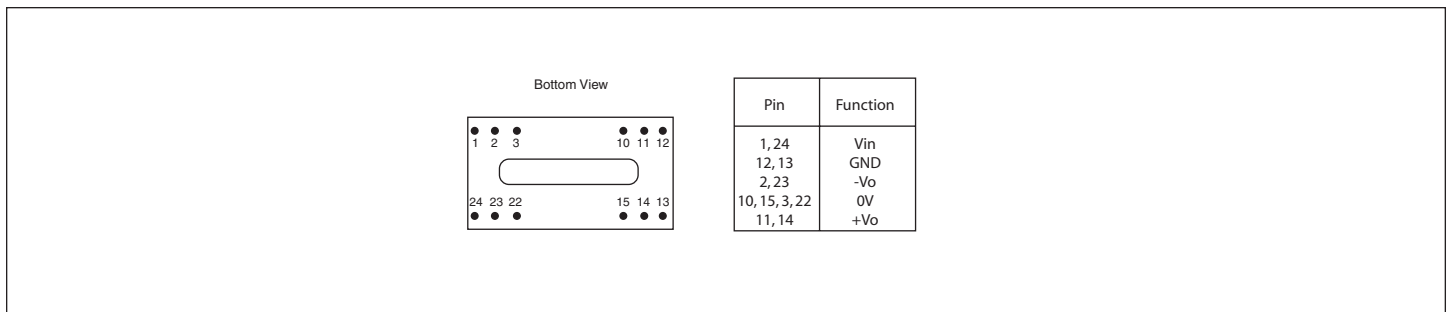 Bottom View
1 2 3 10 11 12
24 23 22 15 14 13
Pin Function
1, 24 Vin
12, 13 GND
2, 23 -Vo
10, 15, 3, 22 0V
11, 14 +Vo